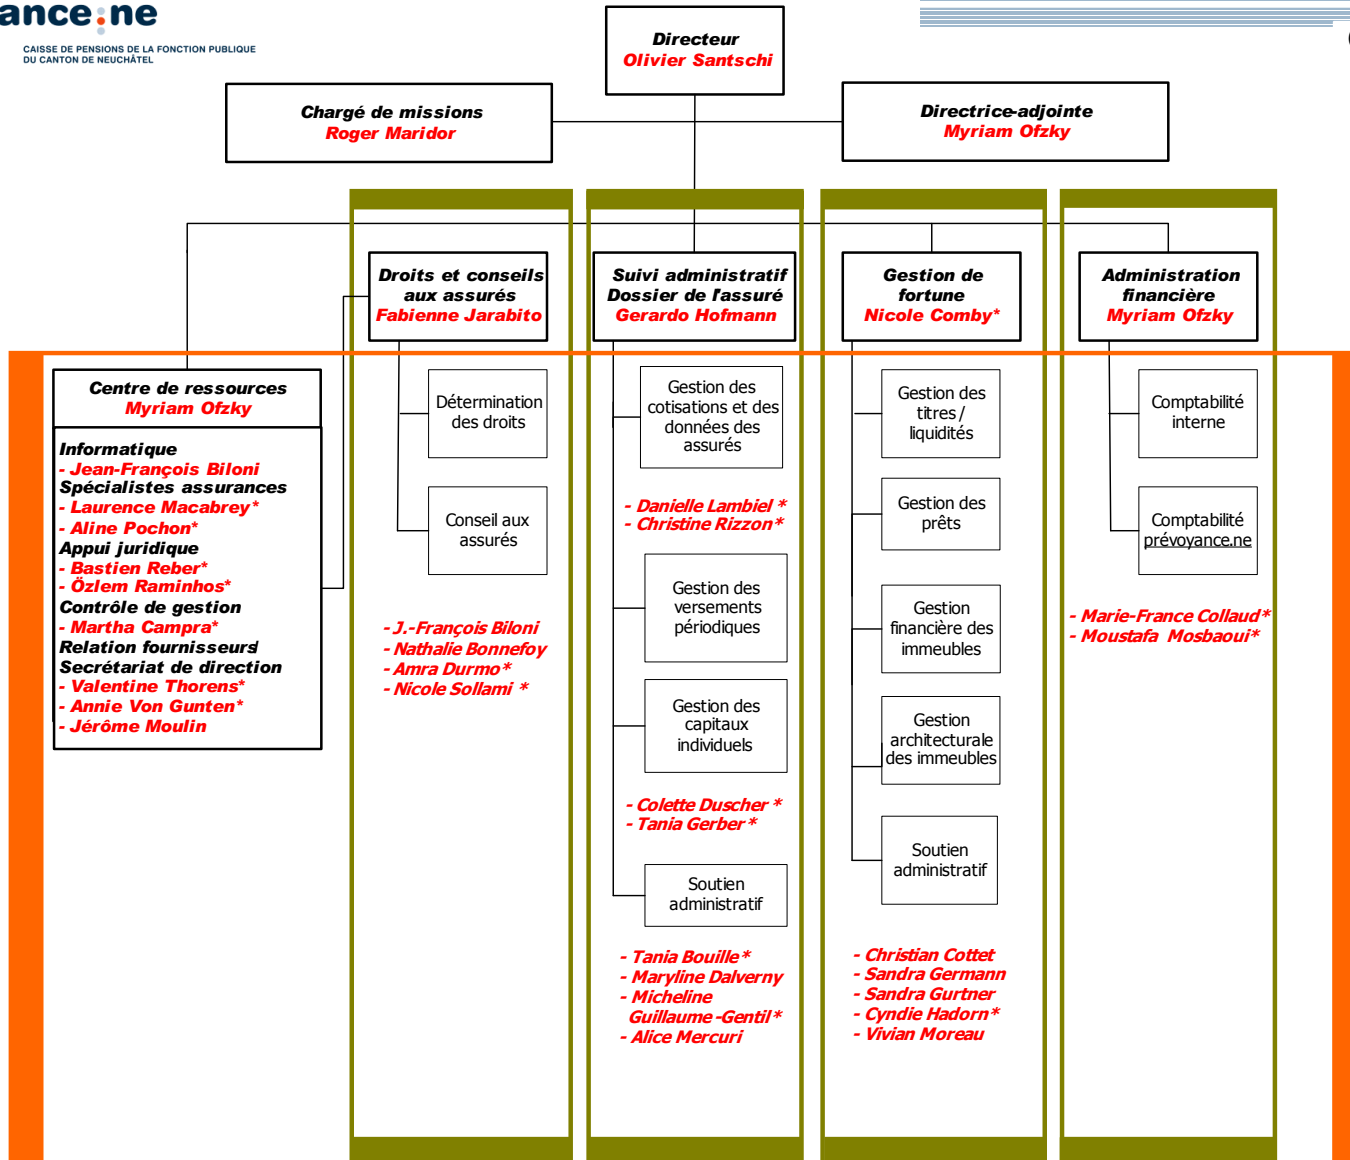 ance:ne
CAISSE DE PENSIONS DE LA FONCTION PUBLIQUE
DU CANTON DE NEUCHÂTEL
Directeur
Olivier Santschi
Chargé de missions
Roger Maridor
Directrice-adjointe
Myriam Ofzky
Droits et conseils
aux assurés
Fabienne Jarabito
Suivi administratif
Dossier de l'assuré
Gerardo Hofmann
Gestion de
fortune
Nicole Comby*
Administration
financière
Myriam Ofzky
Centre de ressources
Myriam Ofzky
Informatique
- Jean-François Biloni
Spécialistes assurances
- Laurence Macabrey*
- Aline Pochon*
Appui juridique
- Bastien Reber*
- Özlem Raminhos*
Contrôle de gestion
- Martha Campra*
Relation fournisseurs/
Secrétariat de direction
- Valentine Thorens*
- Annie Von Gunten*
- Jérôme Moulin
Détermination
des droits
Conseil aux
assurés
- J.-François Biloni
- Nathalie Bonnefoy
- Amra Durmo*
- Nicole Sollami *
Gestion des
cotisations et des
données des
assurés
- Danielle Lambiel *
- Christine Rizzon*
Gestion des
versements
périodiques
Gestion des
capitaux
individuels
- Colette Duscher *
- Tania Gerber*
Soutien
administratif
- Tania Bouille*
- Maryline Dalverny
- Micheline
Guillaume-Gentil*
- Alice Mercuri
Gestion des
titres /
liquidités
Gestion des
prêts
Gestion
financière des
immeubles
Gestion
architecturale
des immeubles
Soutien
administratif
- Christian Cottet
- Sandra Germann
- Sandra Gurtner
- Cyndie Hadorn*
- Vivian Moreau
Comptabilité
interne
Comptabilité
prévoyance.ne
- Marie-France Collaud*
- Moustafa Mosbaoui*